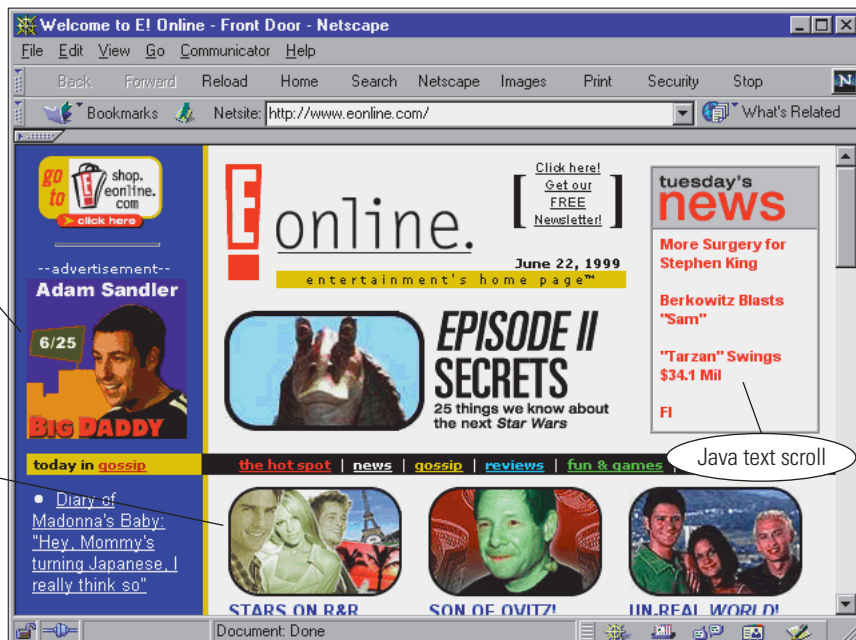 Welcome to E! Online - Front Door - Netscape
File Edit View Go Communicator Help
Back Forward Reload Home Search Netscape Images Print Security Stop N
Bookmarks Netsite: http://www.eonline.com/ What's Related
go to
shop.
eonline.
com
click here
--advertisement--
Adam Sandler
6/25
BIG DADDY
E!
online.
[Click here!
Get our
FREE
Newsletter!]
June 22, 1999
entertainment's home page™
EPISODE II
SECRETS
25 things we know about
the next Star Wars
tuesday's
news
More Surgery for
Stephen King
Berkowitz Blasts
"Sam"
"Tarzan" Swings
$34.1 Mil
Fl
Java text scroll
today in gossip
the hot spot | news | gossip | reviews | fun & games |
Diary of
Madonna's Baby:
"Hey, Mommy's
turning Japanese, I
really think so"
STARS ON R&R
SON OF OVITZ!
UN-REAL WORLD!
Document: Done